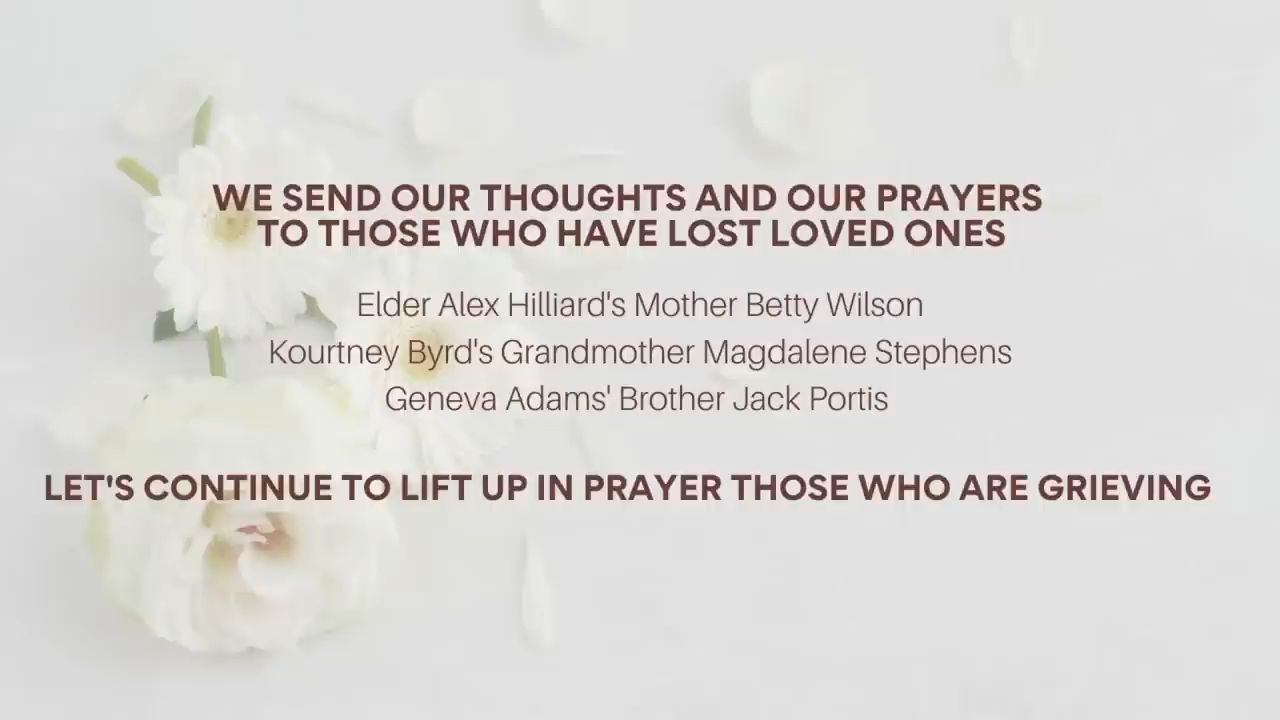 WE SEND OUR THOUGHTS AND OUR PRAYERS
TO THOSE WHO HAVE LOST LOVED ONES
Elder Alex Hilliard's Mother Betty Wilson
Kourtney Byrd's Grandmother Magdalene Stephens
Geneva Adams' Brother Jack Portis
LET'S CONTINUE TO LIFT UP IN PRAYER THOSE WHO ARE GRIEVING